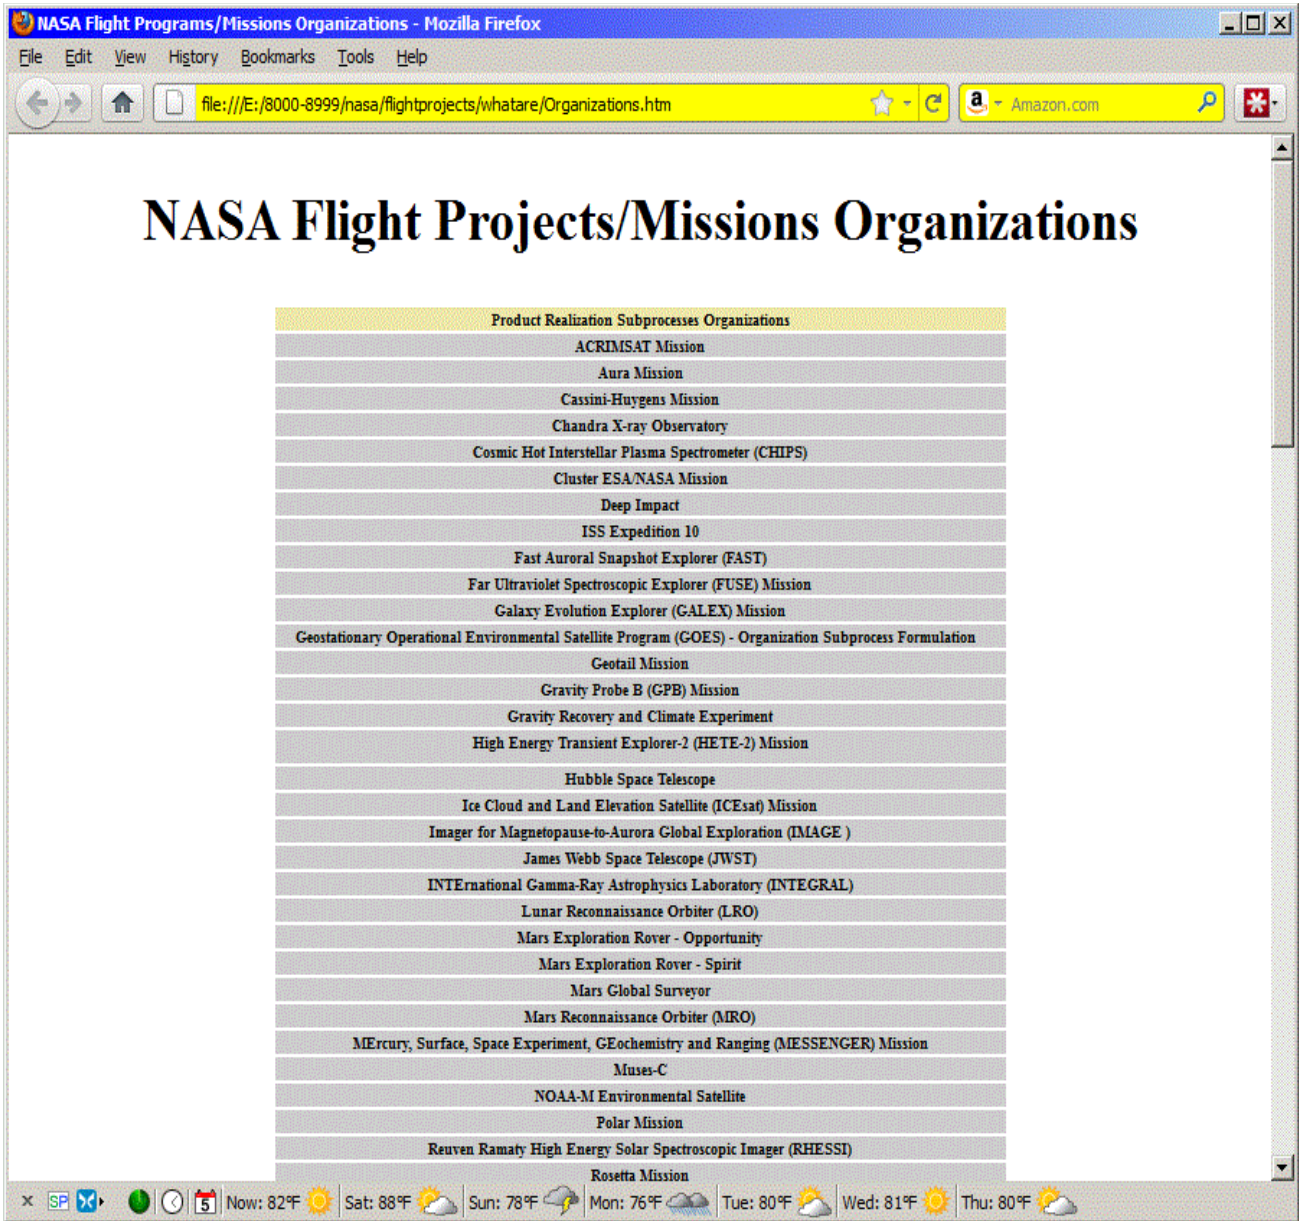 NASA Flight Programs/Missions Organizations - Mozilla Firefox
File Edit View History Bookmarks Tools Help
file:///E:/8000-8999/nasa/flightprojects/whatare/Organizations.htm
a Amazon.com
NASA Flight Projects/Missions Organizations
Product Realization Subprocesses Organizations
ACRIMSAT Mission
Aura Mission
Cassini-Huygens Mission
Chandra X-ray Observatory
Cosmic Hot Interstellar Plasma Spectrometer (CHIPS)
Cluster ESA/NASA Mission
Deep Impact
ISS Expedition 10
Fast Auroral Snapshot Explorer (FAST)
Far Ultraviolet Spectroscopic Explorer (FUSE) Mission
Galaxy Evolution Explorer (GALEX) Mission
Geostationary Operational Environmental Satellite Program (GOES) - Organization Subprocess Formulation
Geotail Mission
Gravity Probe B (GPB) Mission
Gravity Recovery and Climate Experiment
High Energy Transient Explorer-2 (HETE-2) Mission
Hubble Space Telescope
Ice Cloud and Land Elevation Satellite (ICEsat) Mission
Imager for Magnetopause-to-Aurora Global Exploration (IMAGE )
James Webb Space Telescope (JWST)
INTErnational Gamma-Ray Astrophysics Laboratory (INTEGRAL)
Lunar Reconnaissance Orbiter (LRO)
Mars Exploration Rover - Opportunity
Mars Exploration Rover - Spirit
Mars Global Surveyor
Mars Reconnaissance Orbiter (MRO)
MErcury, Surface, Space Experiment, GEochemistry and Ranging (MESSENGER) Mission
Muses-C
NOAA-M Environmental Satellite
Polar Mission
Reuven Ramaty High Energy Solar Spectroscopic Imager (RHESSI)
Rosetta Mission
x SP 5 Now: 82°F Sat: 88°F Sun: 78°F Mon: 76°F Tue: 80°F Wed: 81°F Thu: 80°F